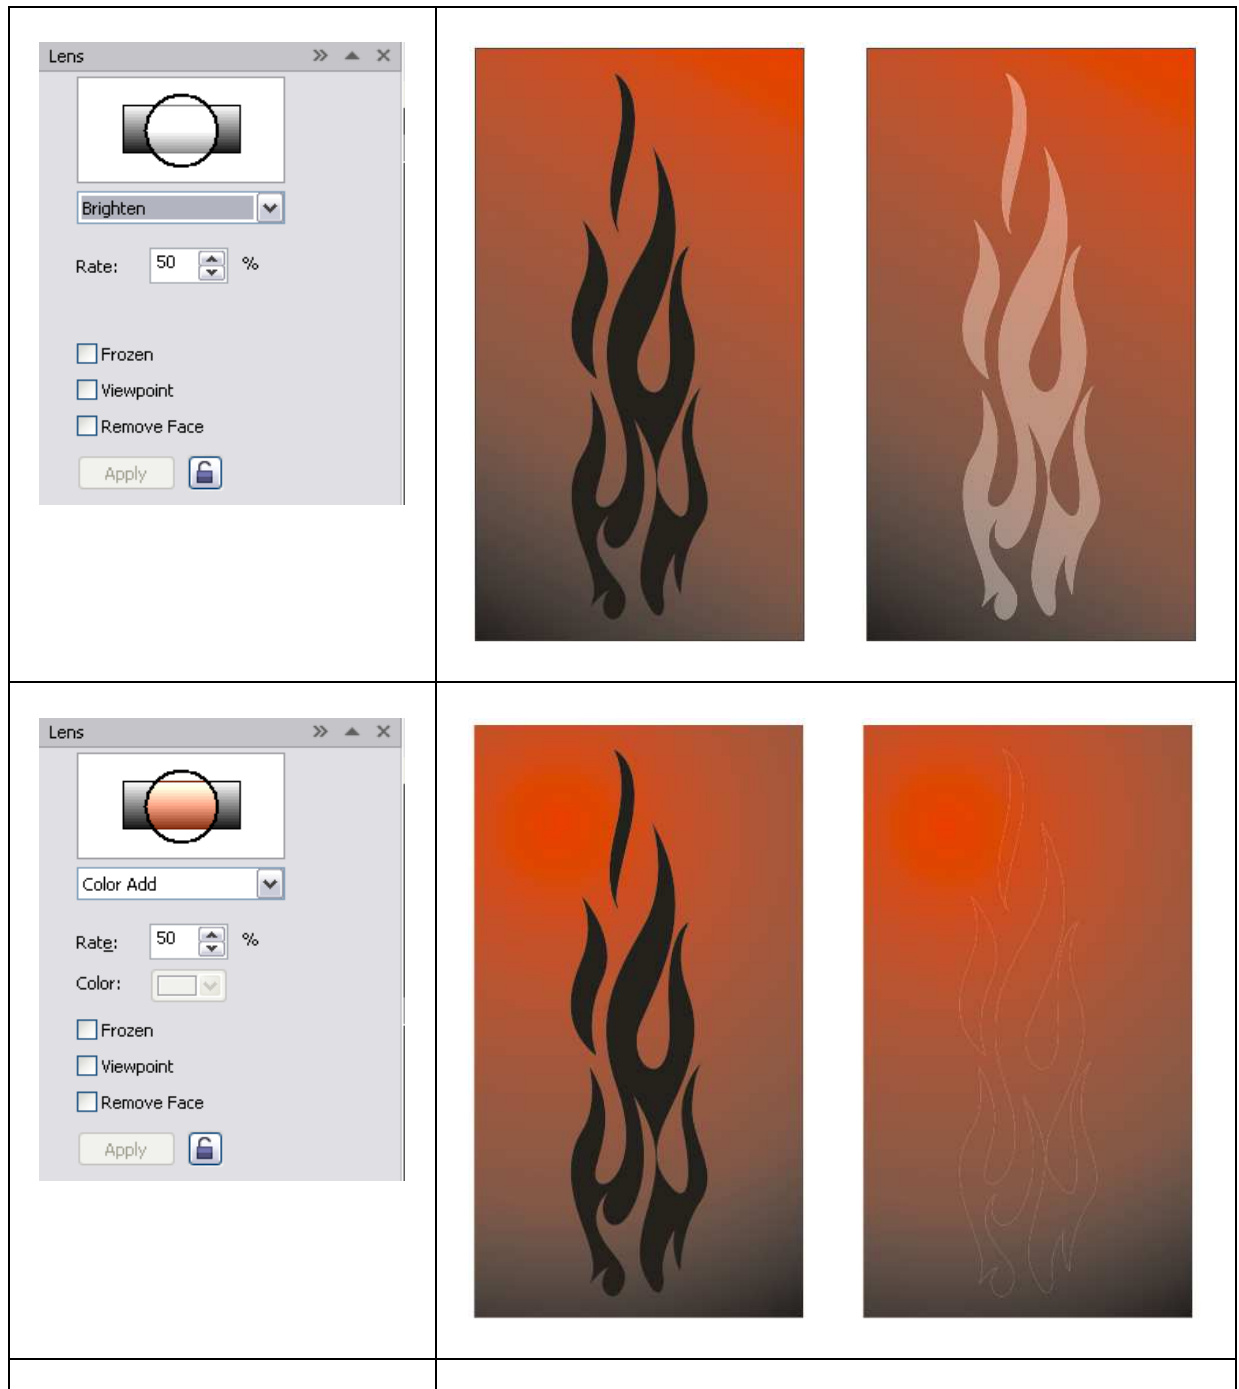 Lens
Brighten
Rate: 50 %
Frozen
Viewpoint
Remove Face
Apply
Lens
Color Add
Rate: 50 %
Color:
Frozen
Viewpoint
Remove Face
Apply